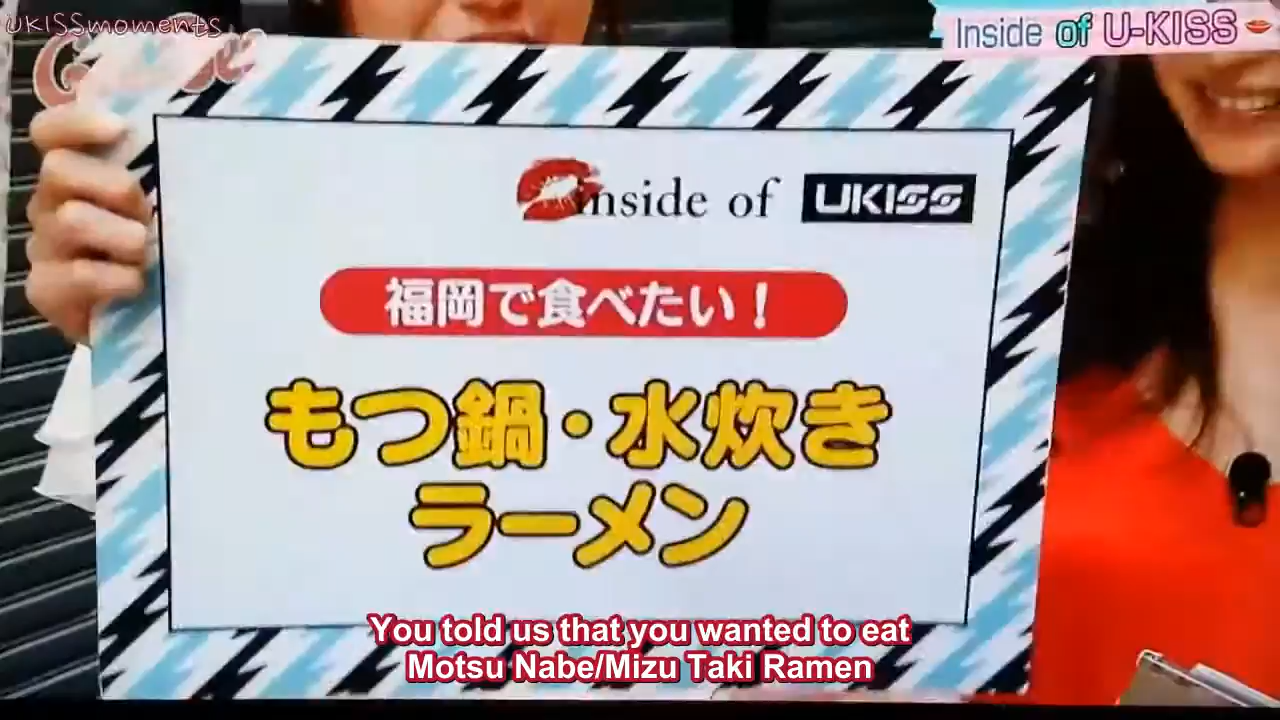 UKISSmoments
Inside of U-KISS
inside of UKISS
福岡で食べたい！
もつ鍋・水炊き
ラーメン
You told us that you wanted to eat
Motsu Nabe/Mizu Taki Ramen